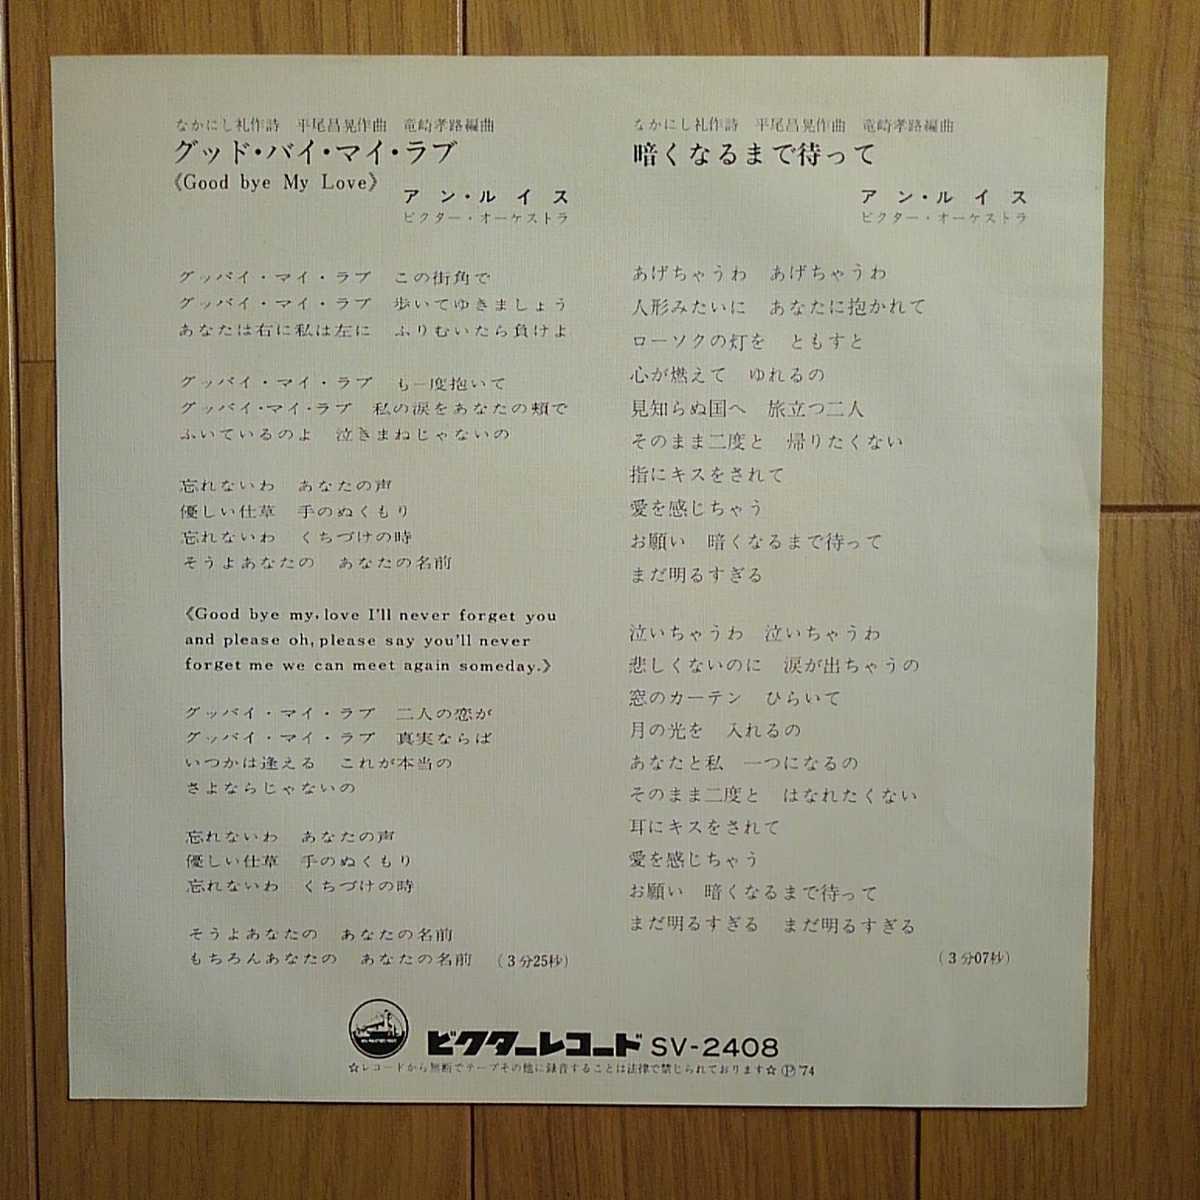 なかにし礼作詩　平尾昌晃作曲　竜崎孝路編曲
グッド・バイ・マイ・ラブ
《Good bye My Love》
アン・ルイス
ビクター・オーケストラ
グッバイ・マイ・ラブ　この街角で
グッバイ・マイ・ラブ　歩いてゆきましょう
あなたは右に私は左に　ふりむいたら負けよ
グッバイ・マイ・ラブ　も一度抱いて
グッバイ・マイ・ラブ　私の涙をあなたの頬で
ふいているのよ　泣きまねじゃないの
忘れないわ　あなたの声
優しい仕草　手のぬくもり
忘れないわ　くちづけの時
そうよあなたの　あなたの名前
《Good bye my, love I'll never forget you
and please oh, please say you'll never
forget me we can meet again someday.》
グッバイ・マイ・ラブ　二人の恋が
グッバイ・マイ・ラブ　真実ならば
いつかは逢える　これが本当の
さよならじゃないの
忘れないわ　あなたの声
優しい仕草　手のぬくもり
忘れないわ　くちづけの時
そうよあなたの　あなたの名前
もちろんあなたの　あなたの名前　(3分25秒)
なかにし礼作詩　平尾昌晃作曲　竜崎孝路編曲
暗くなるまで待って
アン・ルイス
ビクター・オーケストラ
あげちゃうわ　あげちゃうわ
人形みたいに　あなたに抱かれて
ローソクの灯を　ともすと
心が燃えて　ゆれるの
見知らぬ国へ　旅立つ二人
そのまま二度と　帰りたくない
指にキスをされて
愛を感じちゃう
お願い　暗くなるまで待って
まだ明るすぎる
泣いちゃうわ　泣いちゃうわ
悲しくないのに　涙が出ちゃうの
窓のカーテン　ひらいて
月の光を　入れるの
あなたと私　一つになるの
そのまま二度と　はなれたくない
耳にキスをされて
愛を感じちゃう
お願い　暗くなるまで待って
まだ明るすぎる　まだ明るすぎる
(3分07秒)
ビクターレコード SV-2408
☆レコードから無断でテープその他に録音することは法律で禁じられております☆ Ⓟ'74